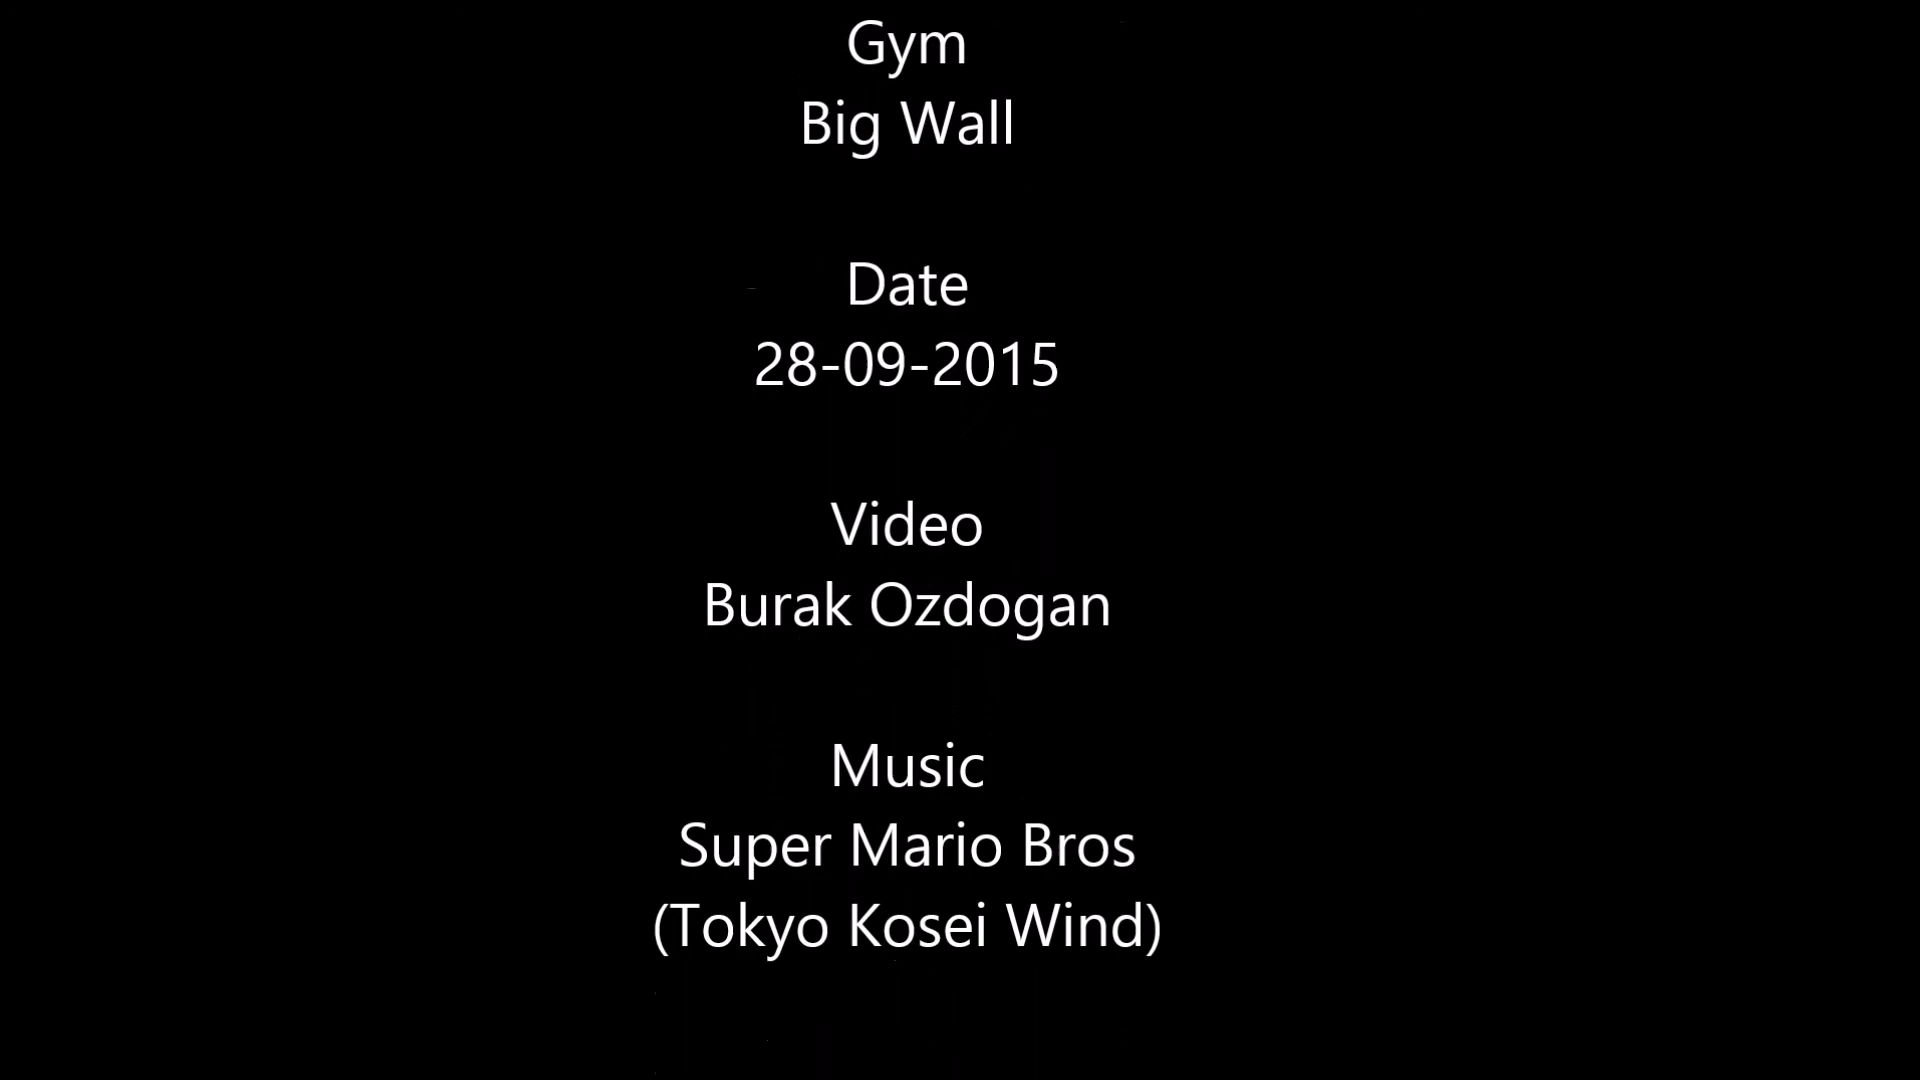 Gym
Big Wall
Date
28-09-2015
Video
Burak Ozdogan
Music
Super Mario Bros
(Tokyo Kosei Wind)